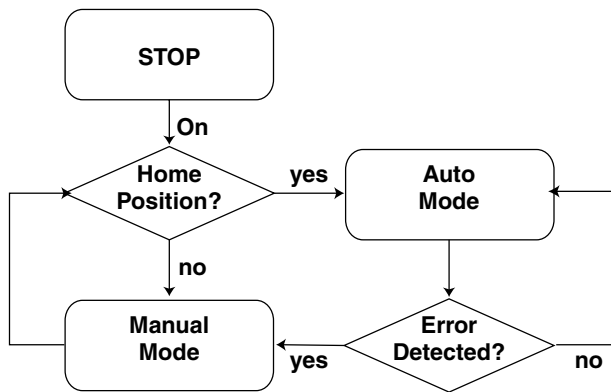 STOP
On
Home
Position?
yes
Auto
Mode
no
Manual
Mode
yes
Error
Detected?
no